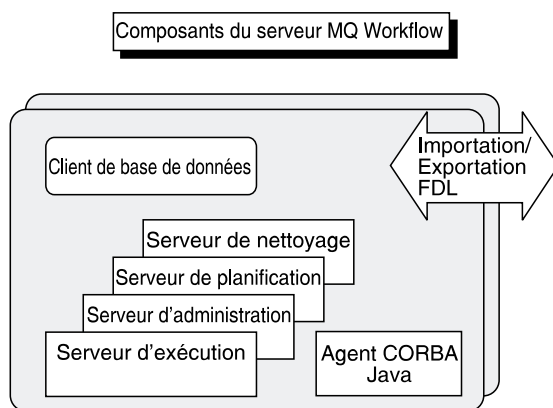 Composants du serveur MQ Workflow
Importation/
Exportation
FDL
Client de base de données
Serveur de nettoyage
Serveur de planification
Serveur d'administration
Serveur d'exécution
Agent CORBA
Java